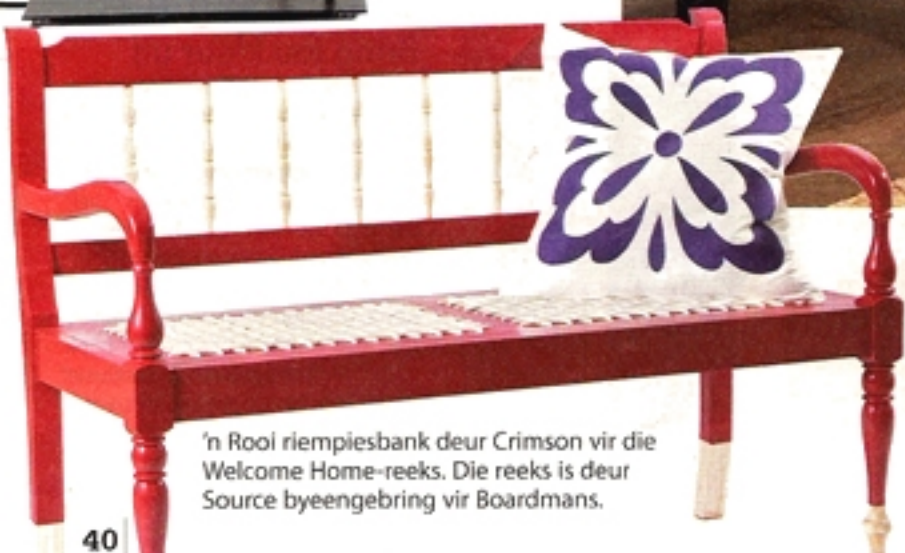 'n Rooi riempiesbank deur Crimson vir die
Welcome Home-reeks. Die reeks is deur
Source byeengebring vir Boardmans.
40